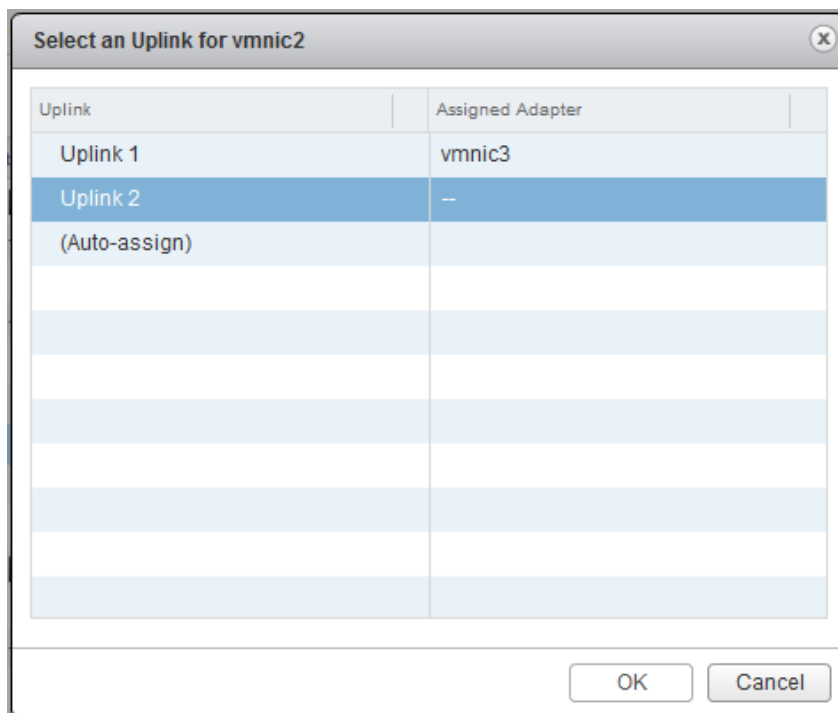 Select an Uplink for vmnic2
Uplink Assigned Adapter
Uplink 1 vmnic3
Uplink 2 --
(Auto-assign)
OK Cancel